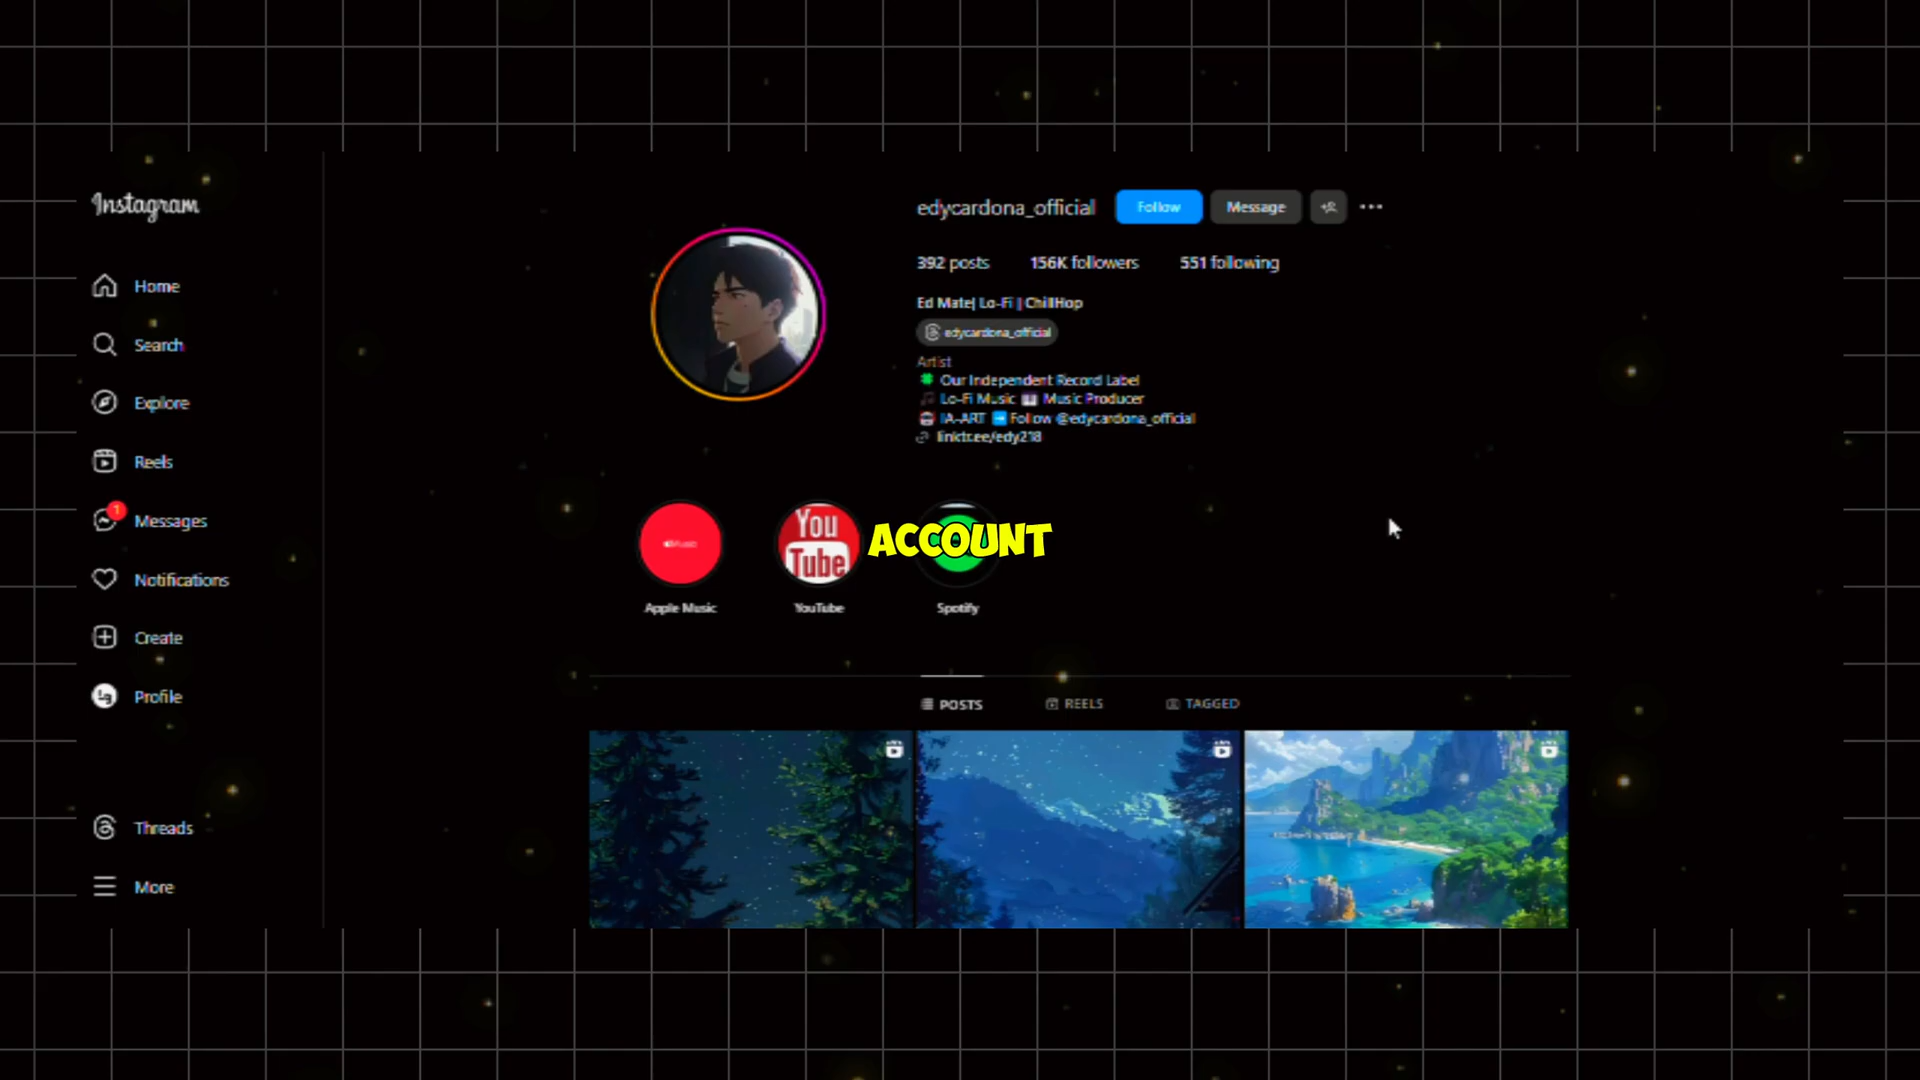 Instagram
Home
Search
Explore
Reels
1
Messages
Notifications
Create
Profile
Threads
More
edycardona_official
Follow
Message
392 posts
156K followers
551 following
Ed Mate| Lo-Fi || ChillHop
edycardona_official
Artist
Our Independent Record Label
Lo-Fi Music Music Producer
IA-ART Follow @edycardona_official
linktr.ee/edy218
Music
You
Tube
ACCOUNT
Apple Music
YouTube
Spotify
POSTS
REELS
TAGGED